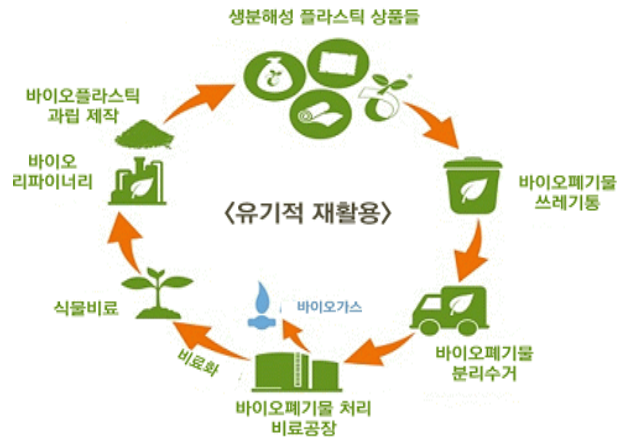 생분해성 플라스틱 상품들
바이오플라스틱
과립 제작
바이오
리파이너리
바이오폐기물
쓰레기통
<유기적 재활용>
식물비료
바이오가스
비료화
바이오폐기물
분리수거
바이오폐기물 처리
비료공장